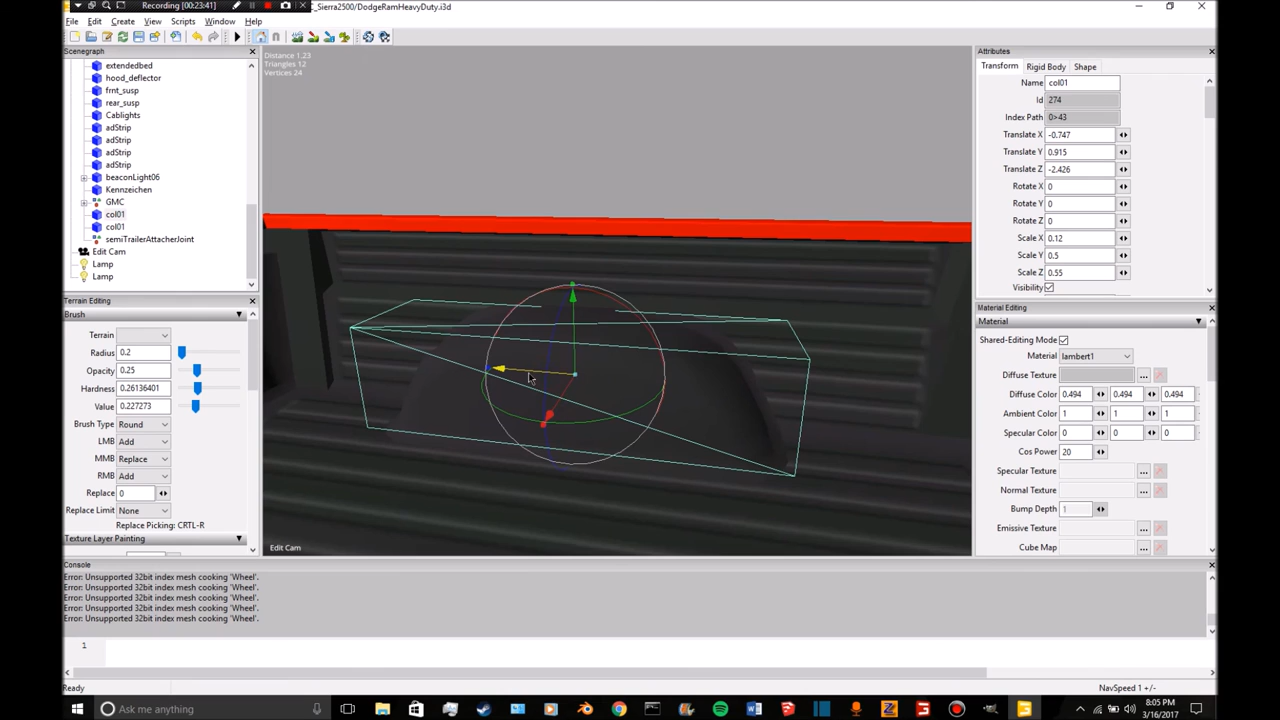 Recording [00:23:41]
C_Sierra2500/DodgeRamHeavyDuty.i3d
File Edit Create View Scripts Window Help
Scenegraph
extendedbed
hood_deflector
frnt_susp
rear_susp
Cablights
adStrip
adStrip
adStrip
adStrip
beaconLight06
Kennzeichen
GMC
col01
col01
semiTrailerAttacherJoint
Edit Cam
Lamp
Lamp
Terrain Editing
Brush
Terrain
Radius 0.2
Opacity 0.25
Hardness 0.26136401
Value 0.227273
Brush Type Round
LMB Add
MMB Replace
RMB Add
Replace 0
Replace Limit None
Replace Picking: CRTL-R
Texture Layer Painting
Distance 1.23
Triangles 12
Vertices 24
Edit Cam
Attributes
Transform Rigid Body Shape
Name col01
Id 274
Index Path 0>43
Translate X -0.747
Translate Y 0.915
Translate Z -2.426
Rotate X 0
Rotate Y 0
Rotate Z 0
Scale X 0.12
Scale Y 0.5
Scale Z 0.55
Visibility
Material Editing
Material
Shared-Editing Mode
Material lambert1
Diffuse Texture ...
Diffuse Color 0.494 0.494 0.494
Ambient Color 1 1 1
Specular Color 0 0 0
Cos Power 20
Specular Texture ...
Normal Texture ...
Bump Depth 1
Emissive Texture ...
Cube Map ...
Console
Error: Unsupported 32bit index mesh cooking 'Wheel'.
Error: Unsupported 32bit index mesh cooking 'Wheel'.
Error: Unsupported 32bit index mesh cooking 'Wheel'.
Error: Unsupported 32bit index mesh cooking 'Wheel'.
Error: Unsupported 32bit index mesh cooking 'Wheel'.
1
Ready
NavSpeed 1 +/-
Ask me anything
8:05 PM
3/16/2017